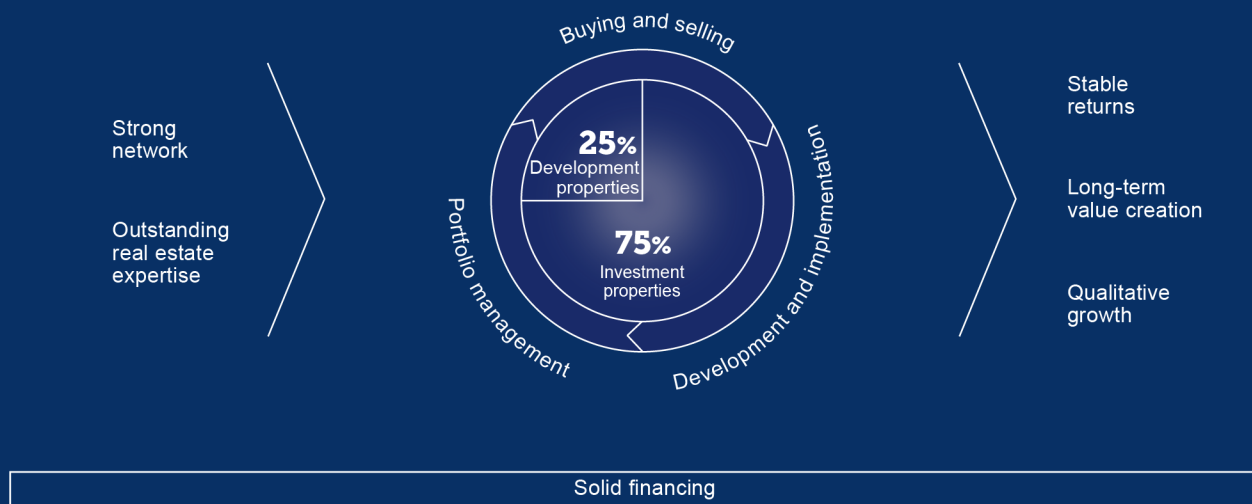 Strong
network
Outstanding
real estate
expertise
Buying and selling
Development and implementation
Portfolio management
25%
Development
properties
75%
Investment
properties
Stable
returns
Long-term
value creation
Qualitative
growth
Solid financing